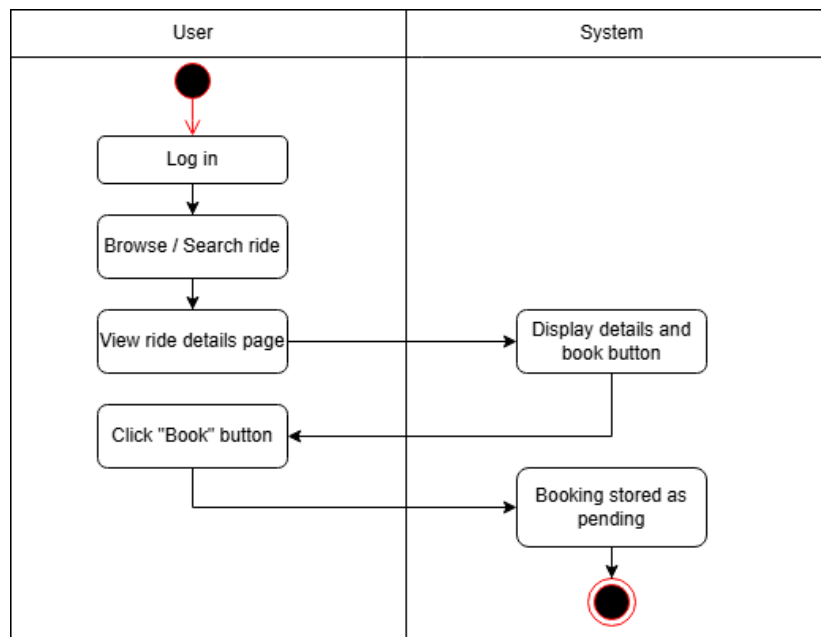 User
System
Log in
Browse / Search ride
View ride details page
Display details and
book button
Click "Book" button
Booking stored as
pending